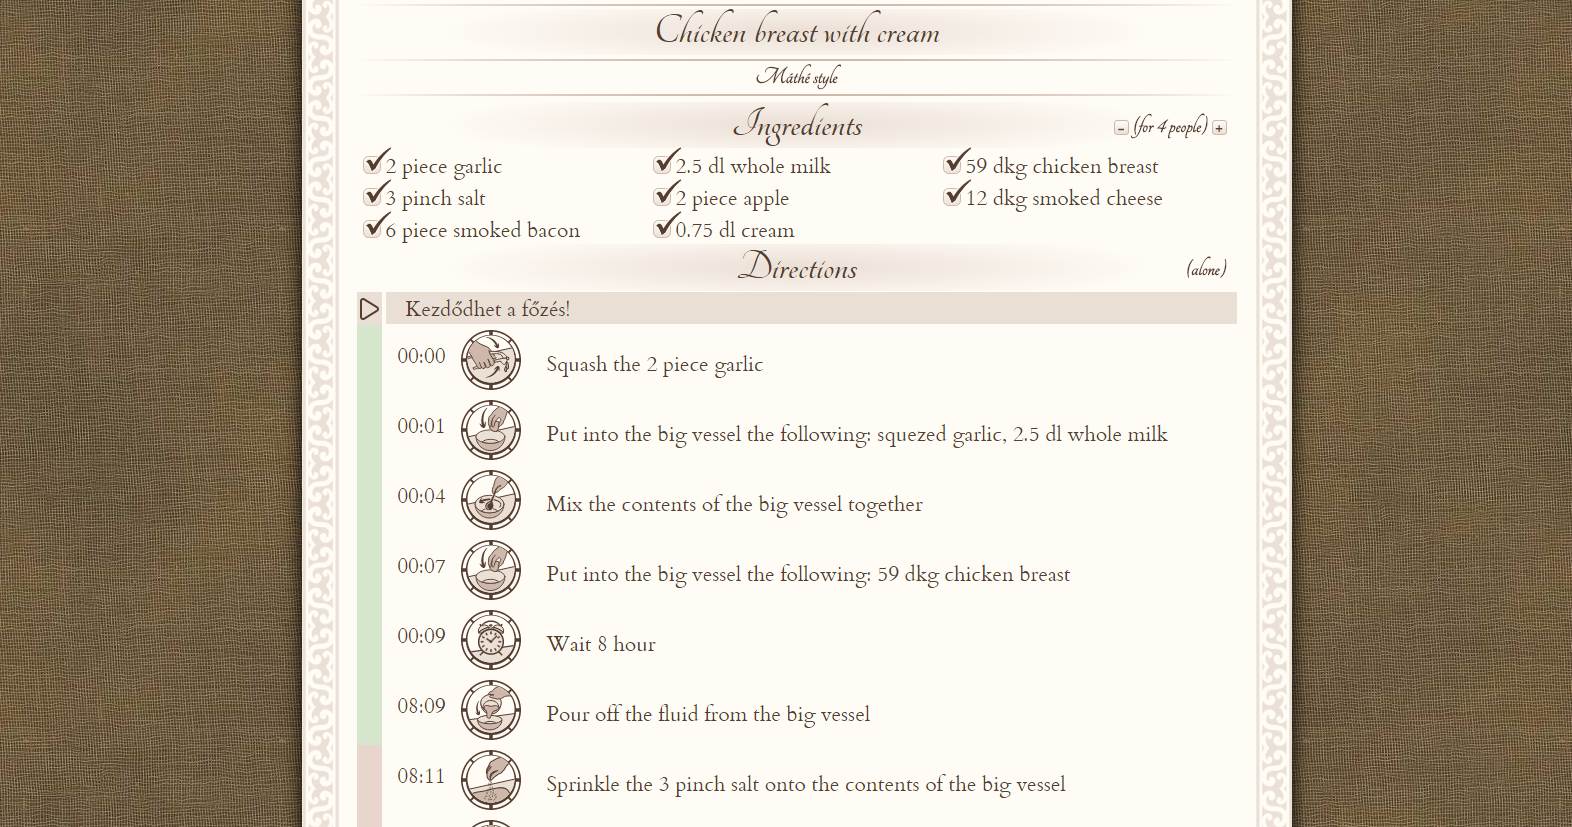 Chicken breast with cream
Máthé style
Ingredients
- (for 4 people) +
2 piece garlic
2.5 dl whole milk
59 dkg chicken breast
3 pinch salt
2 piece apple
12 dkg smoked cheese
6 piece smoked bacon
0.75 dl cream
Directions
(alone)
Kezdődhet a főzés!
00:00 Squash the 2 piece garlic
00:01 Put into the big vessel the following: squezed garlic, 2.5 dl whole milk
00:04 Mix the contents of the big vessel together
00:07 Put into the big vessel the following: 59 dkg chicken breast
00:09 Wait 8 hour
08:09 Pour off the fluid from the big vessel
08:11 Sprinkle the 3 pinch salt onto the contents of the big vessel